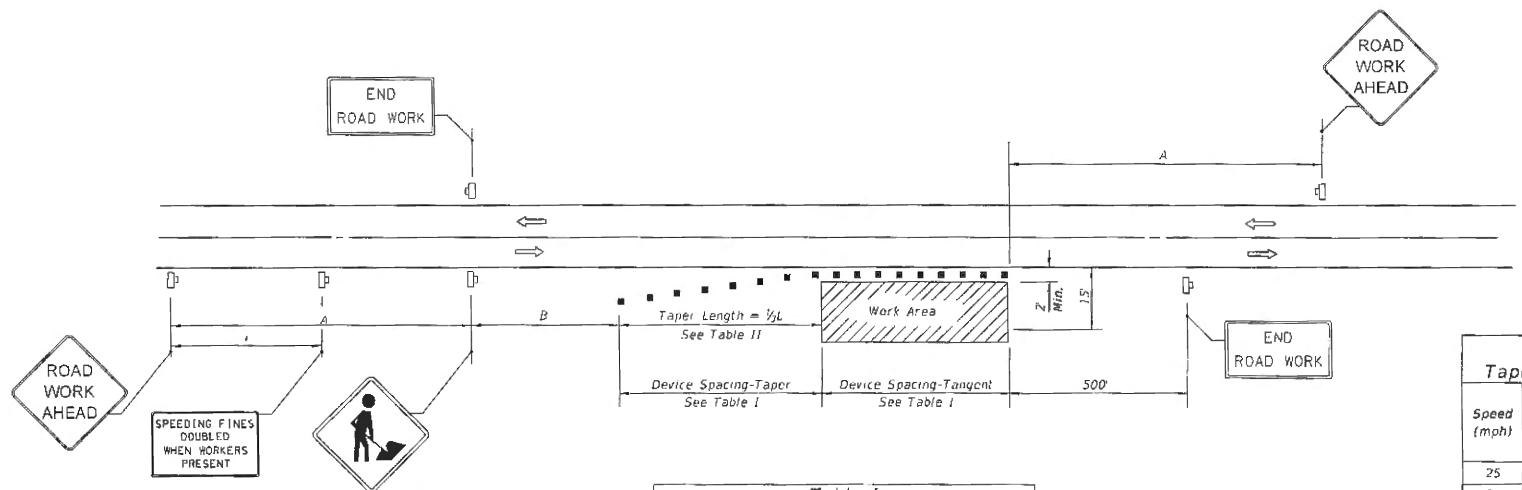 ROAD
WORK
AHEAD
END
ROAD WORK
A
A
B
Taper Length = ⅓L
See Table II
Work Area
2'
Min.
15'
END
ROAD WORK
ROAD
WORK
AHEAD
SPEEDING FINES
DOUBLED
WHEN WORKERS
PRESENT
Device Spacing-Taper
See Table I
Device Spacing-Tangent
See Table I
500'
Speed
(mph)
25